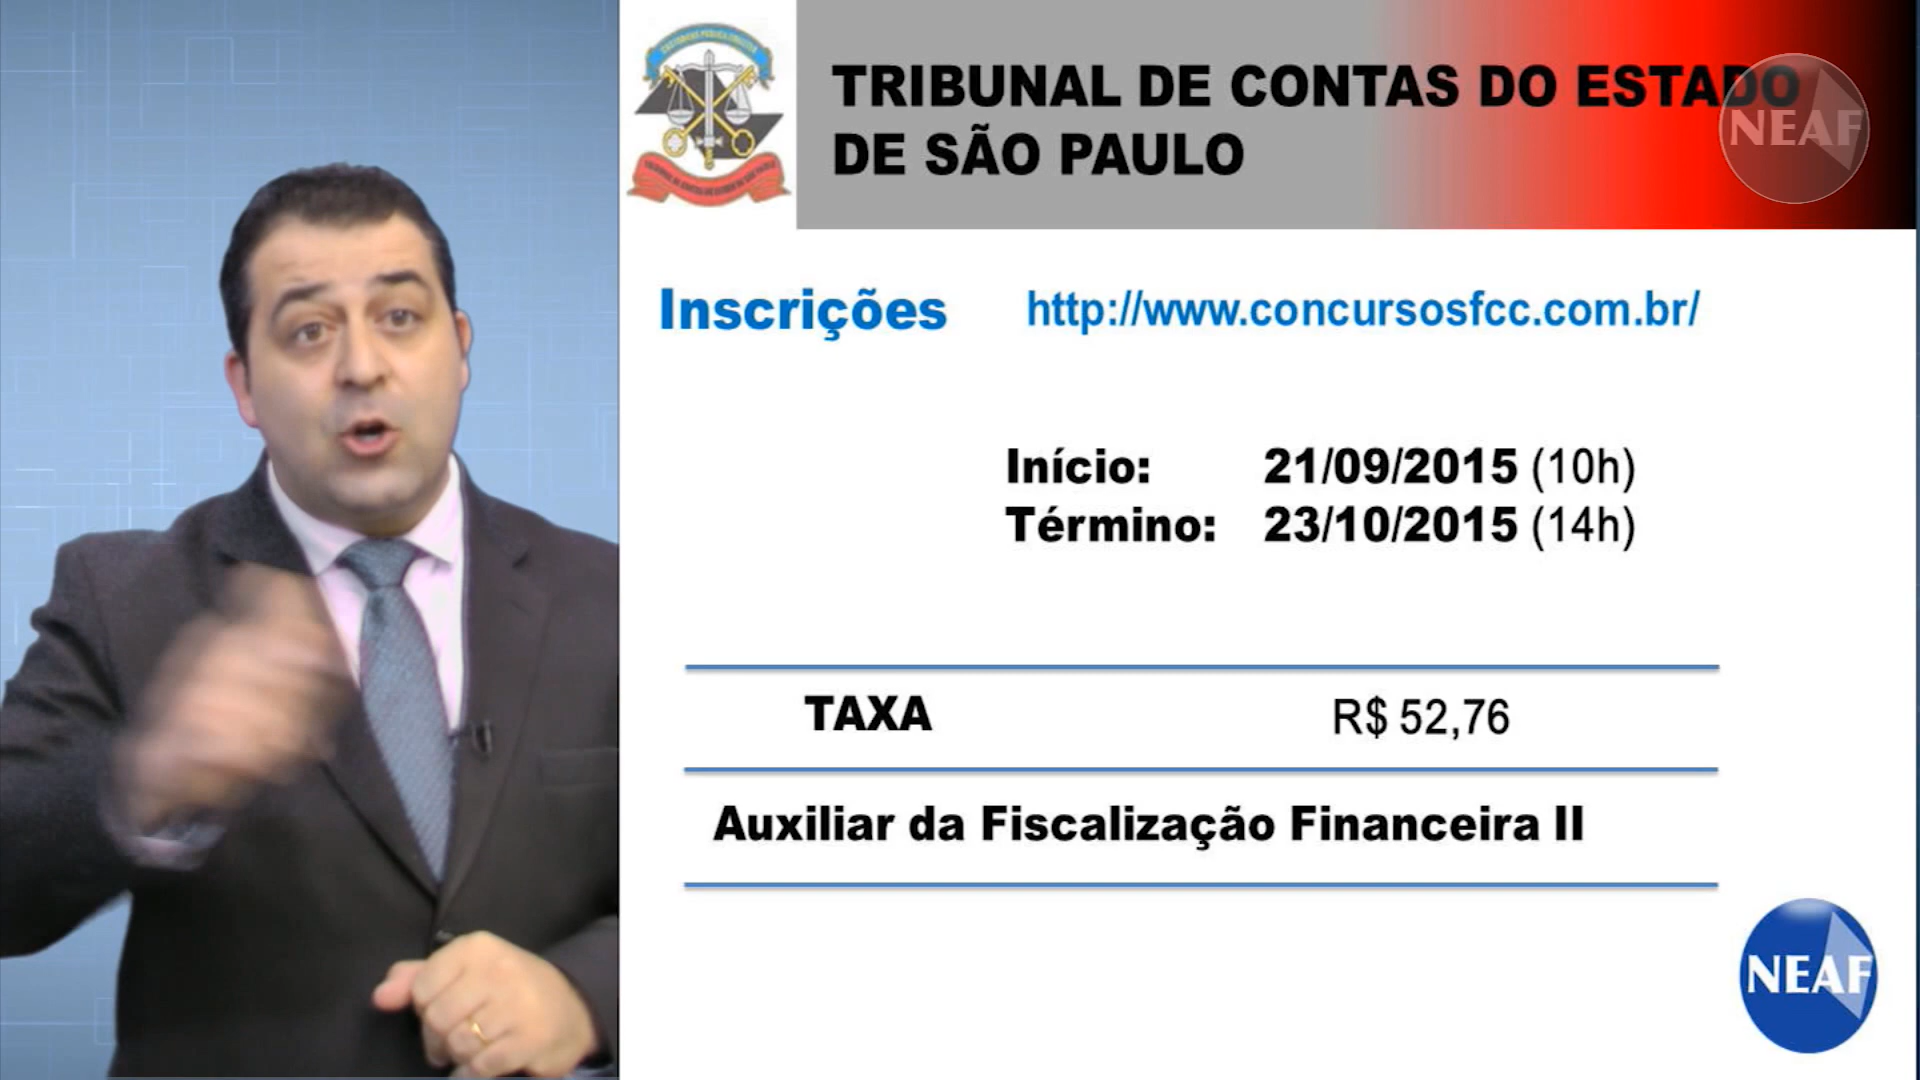 TRIBUNAL DE CONTAS DO ESTADO
DE SÃO PAULO
NEAF
Inscrições http://www.concursosfcc.com.br/
Início: 21/09/2015 (10h)
Término: 23/10/2015 (14h)
TAXA R$ 52,76
Auxiliar da Fiscalização Financeira II
NEAF